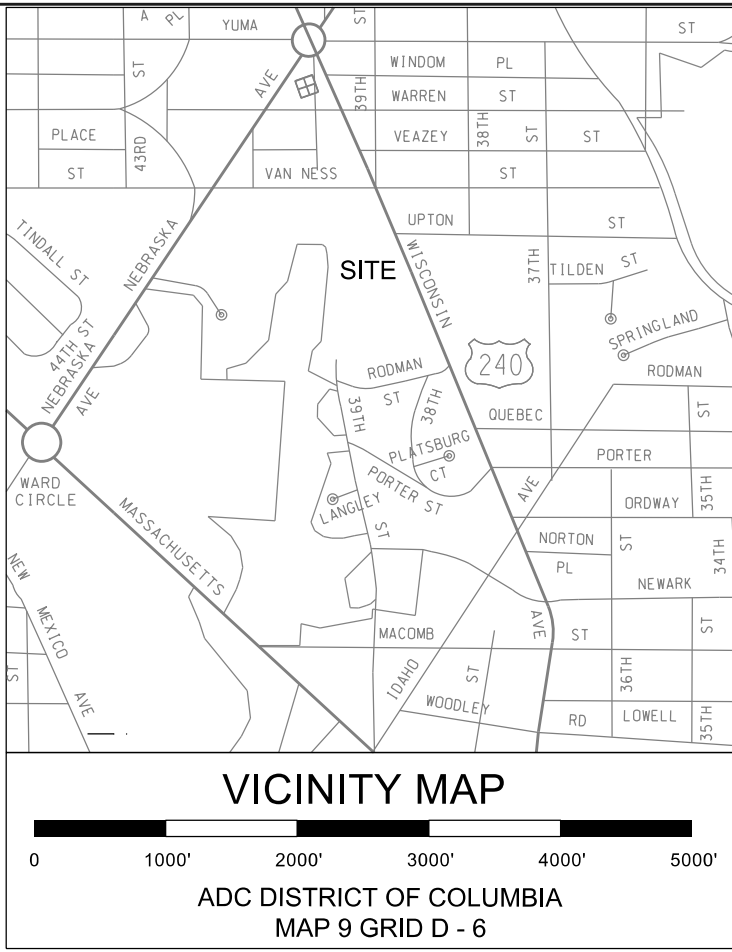 A PL
YUMA
ST
ST
WINDOM PL
AVE
39TH
WARREN ST
ST
PLACE
43RD
VEAZEY
38TH
ST
ST
ST
VAN NESS
ST
UPTON
ST
TINDALL ST
NEBRASKA
WISCONSIN
SITE
37TH
TILDEN ST
SPRINGLAND
44TH ST
NEBRASKA
AVE
RODMAN
ST
240
RODMAN
39TH
38TH
QUEBEC
ST
PLATSBURG
CT
PORTER
WARD
CIRCLE
PORTER ST
AVE
35TH
MASSACHUSETTS
LANGLEY
ST
ORDWAY
NORTON
PL
ST
34TH
NEW MEXICO AVE
NEWARK
MACOMB
AVE
ST
ST
ST
IDAHO
ST
36TH
WOODLEY
RD
LOWELL
35TH
VICINITY MAP
0 1000' 2000' 3000' 4000' 5000'
ADC DISTRICT OF COLUMBIA
MAP 9 GRID D - 6